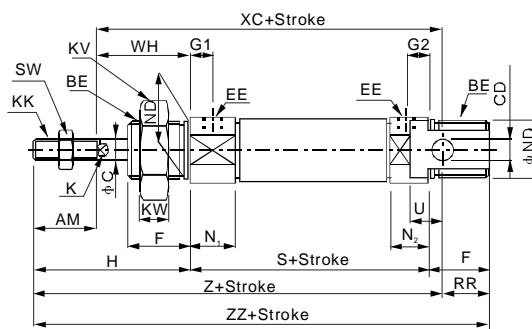 XC+Stroke
KV WH G1 G2
SW BE ND EE EE BE CD
KK
φND
K φC
AM KW U
F N₁ N₂ F
H S+Stroke
Z+Stroke RR
ZZ+Stroke